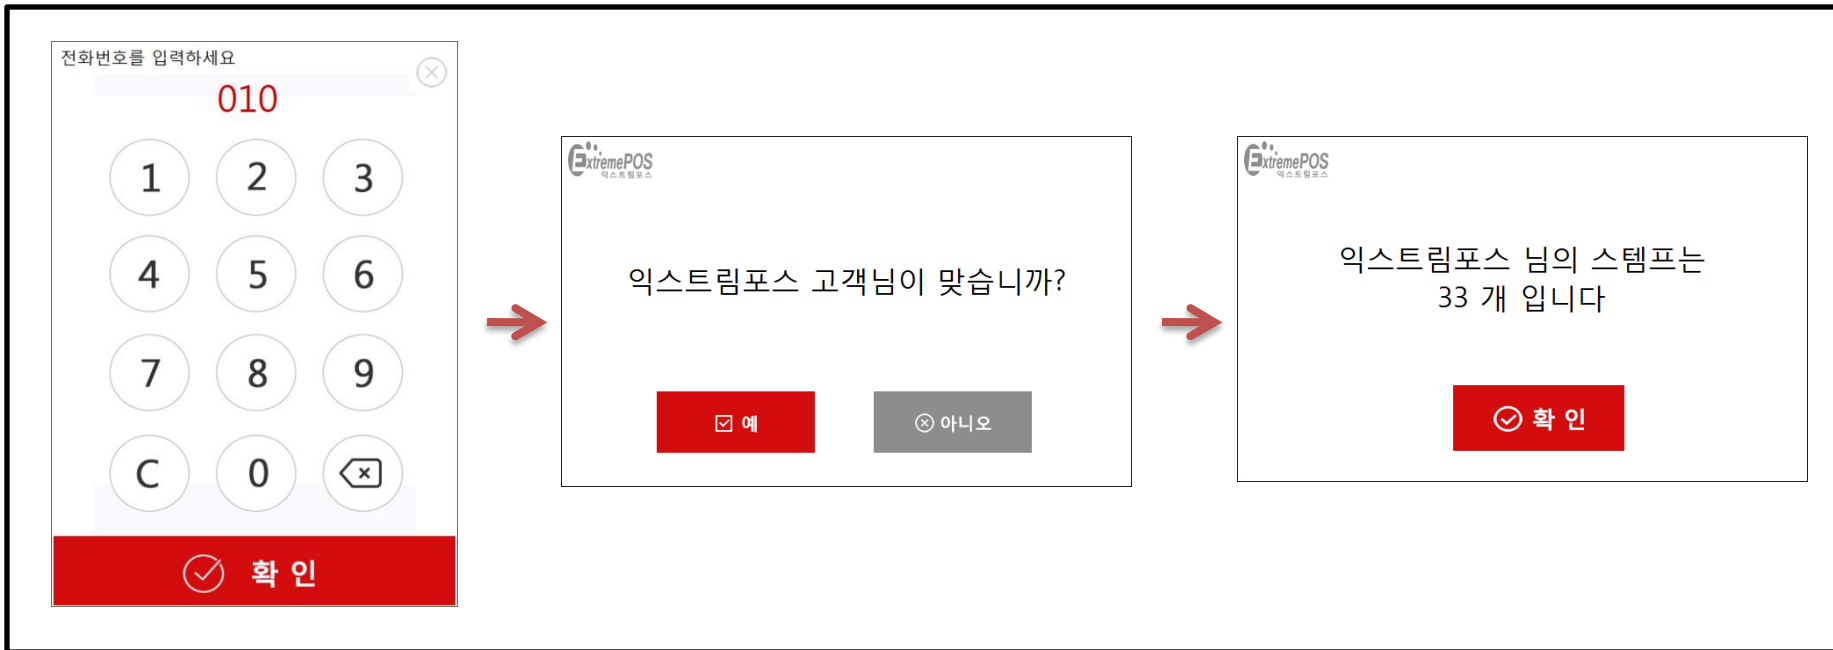 전화번호를 입력하세요
010
1 2 3
4 5 6
7 8 9
C 0
확 인
ExtremePOS
익스트림포스
익스트림포스 고객님이 맞습니까?
예 아니오
ExtremePOS
익스트림포스
익스트림포스 님의 스템프는
33 개 입니다
확 인